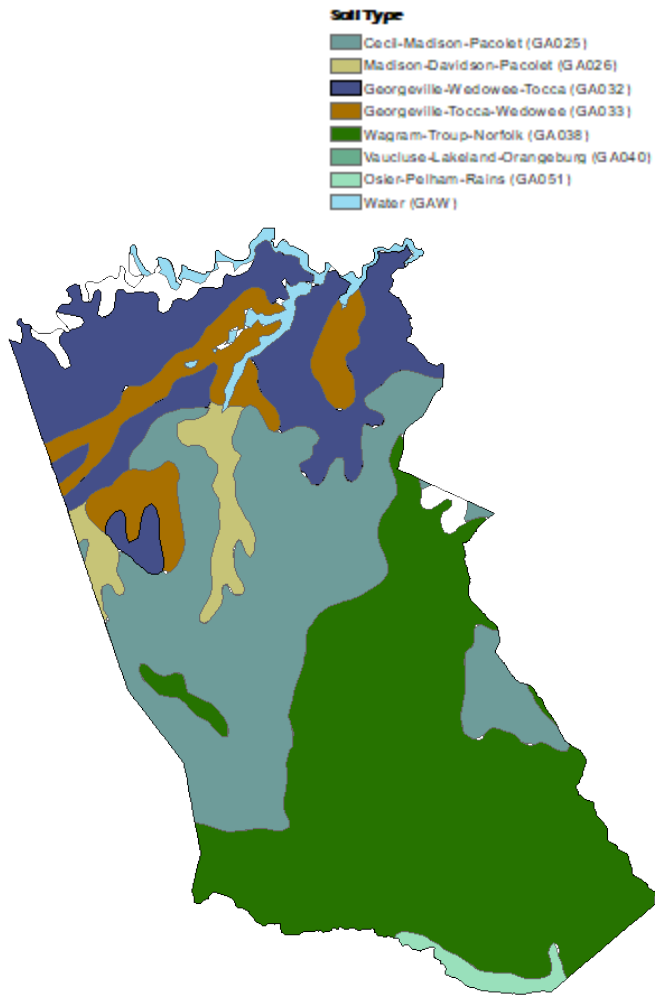 Soil Type
Cecil-Madison-Pacolet (GA025)
Madison-Davidson-Pacolet (GA026)
Georgeville-Wedowee-Tocca (GA032)
Georgeville-Tocca-Wedowee (GA033)
Wagram-Troup-Norfolk (GA038)
Vaucluse-Lakeland-Orangeburg (GA040)
Osier-Pelham-Rains (GA051)
Water (GAW)